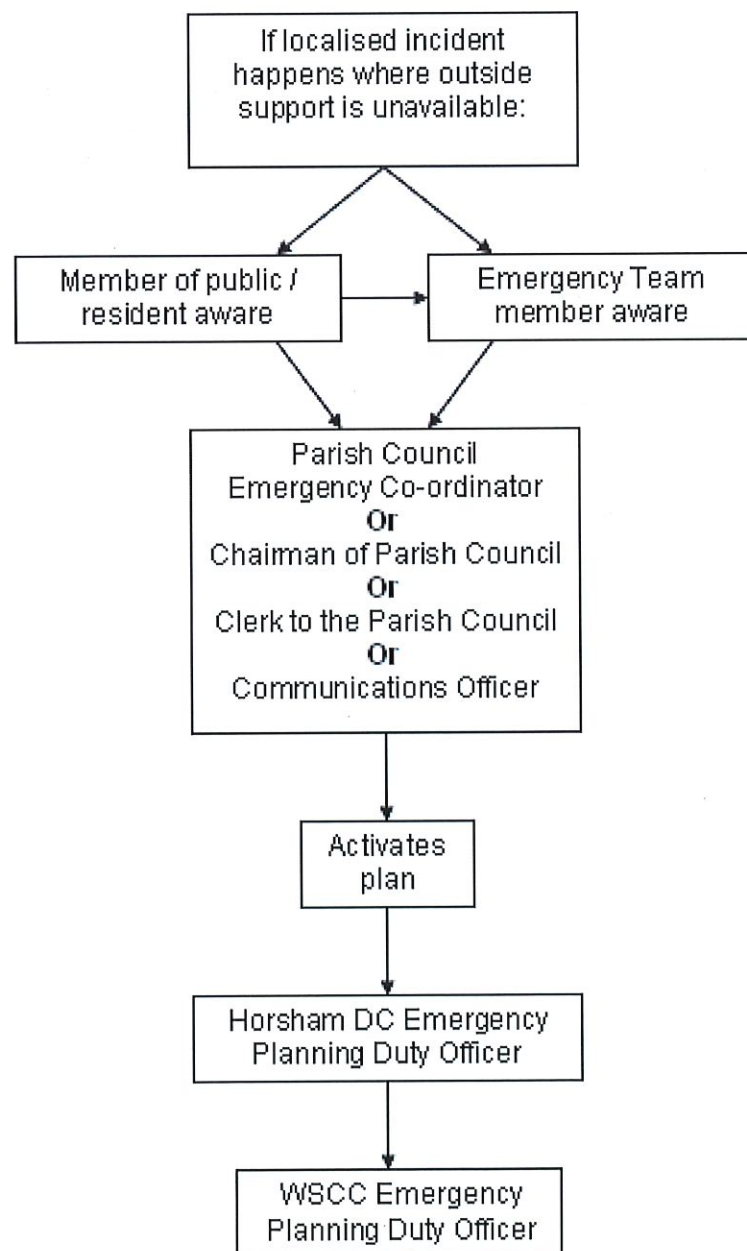 If localised incident
happens where outside
support is unavailable:
Member of public /
resident aware
Emergency Team
member aware
Parish Council
Emergency Co-ordinator
Or
Chairman of Parish Council
Or
Clerk to the Parish Council
Or
Communications Officer
Activates
plan
Horsham DC Emergency
Planning Duty Officer
WSCC Emergency
Planning Duty Officer